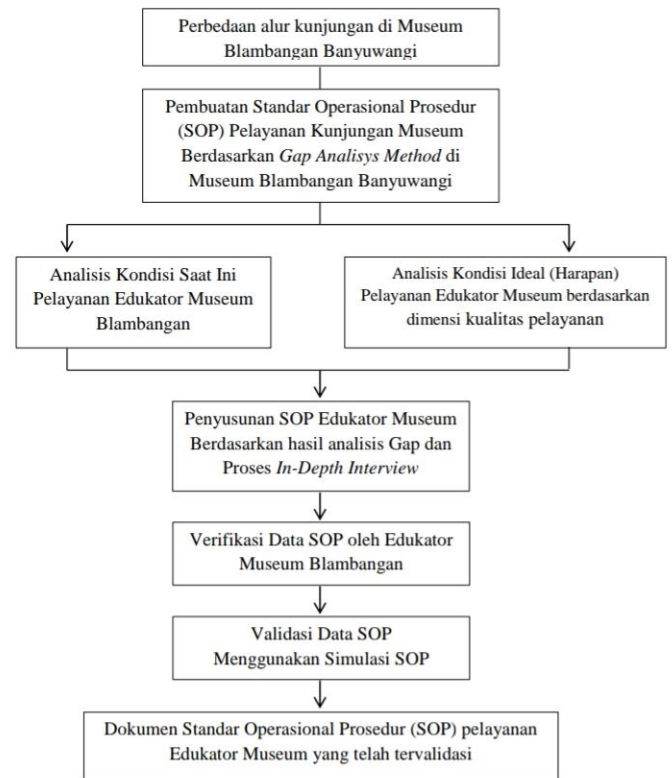 Perbedaan alur kunjungan di Museum
Blambangan Banyuwangi
Pembuatan Standar Operasional Prosedur
(SOP) Pelayanan Kunjungan Museum
Berdasarkan Gap Analisys Method di
Museum Blambangan Banyuwangi
Analisis Kondisi Saat Ini
Pelayanan Edukator Museum
Blambangan
Analisis Kondisi Ideal (Harapan)
Pelayanan Edukator Museum berdasarkan
dimensi kualitas pelayanan
Penyusunan SOP Edukator Museum
Berdasarkan hasil analisis Gap dan
Proses In-Depth Interview
Verifikasi Data SOP oleh Edukator
Museum Blambangan
Validasi Data SOP
Menggunakan Simulasi SOP
Dokumen Standar Operasional Prosedur (SOP) pelayanan
Edukator Museum yang telah tervalidasi